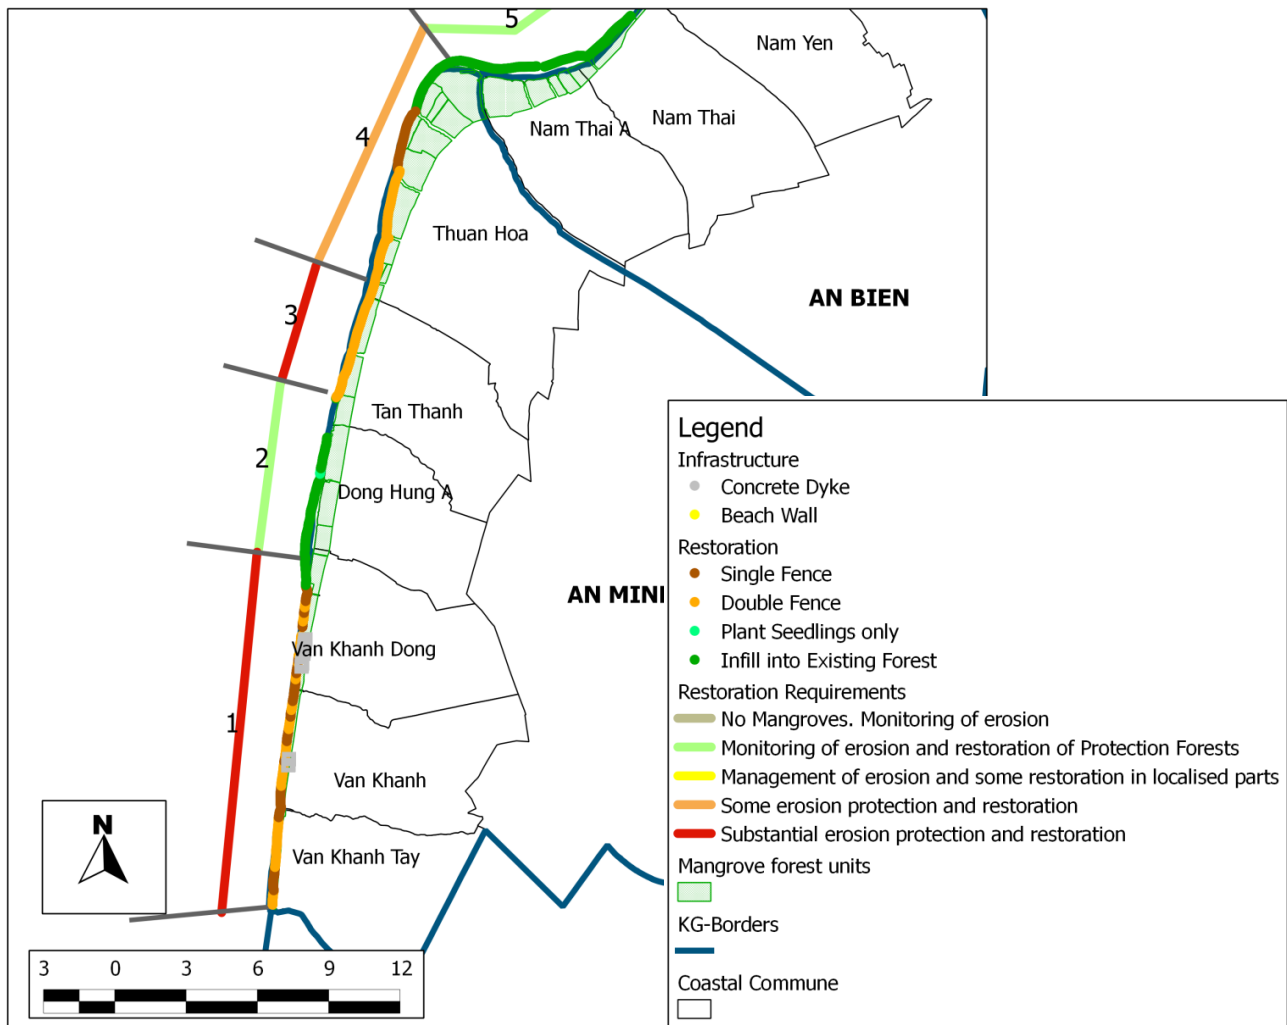 5
Nam Yen
4
Nam Thai A
Nam Thai
Thuan Hoa
AN BIEN
3
Tan Thanh
2
Dong Hung A
AN MINI
Van Khanh Dong
1
Van Khanh
Van Khanh Tay
N
3 0 3 6 9 12
Legend
Infrastructure
Concrete Dyke
Beach Wall
Restoration
Single Fence
Double Fence
Plant Seedlings only
Infill into Existing Forest
Restoration Requirements
No Mangroves. Monitoring of erosion
Monitoring of erosion and restoration of Protection Forests
Management of erosion and some restoration in localised parts
Some erosion protection and restoration
Substantial erosion protection and restoration
Mangrove forest units
KG-Borders
Coastal Commune